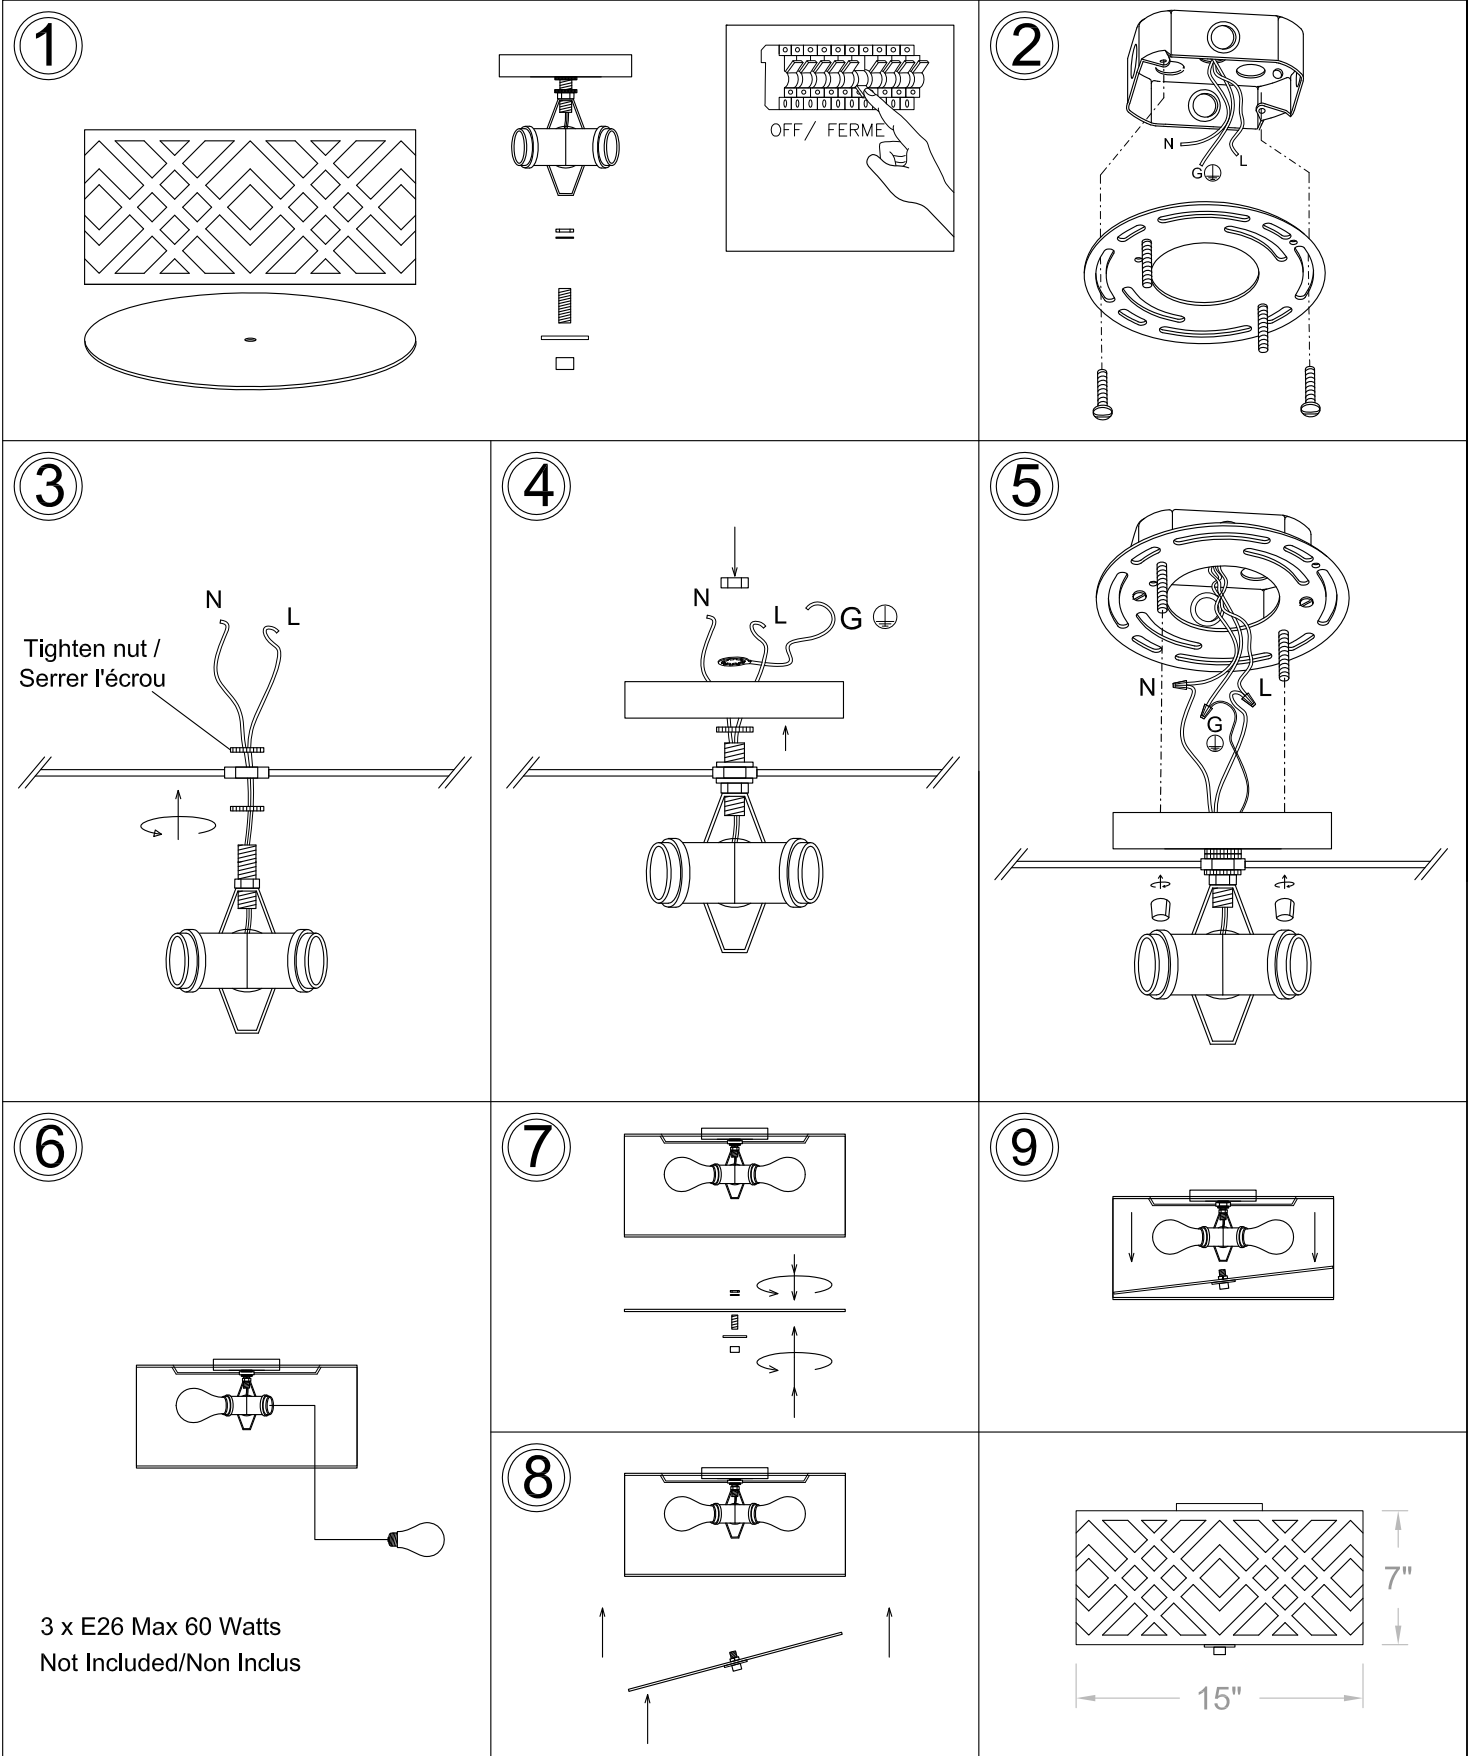 1
OFF/ FERME
2
N
G
L
3
N
L
Tighten nut /
Serrer l'écrou
4
N
L
G
5
N
L
G
6
3 x E26 Max 60 Watts
Not Included/Non Inclus
7
8
9
7"
15"